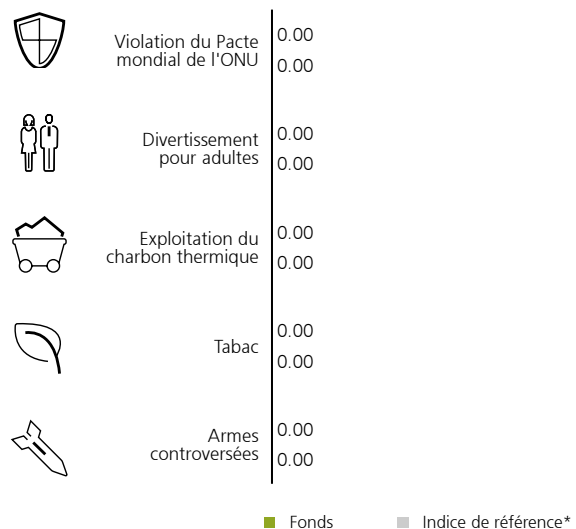 Violation du Pacte
mondial de l'ONU
0.00
0.00
Divertissement
pour adultes
0.00
0.00
Exploitation du
charbon thermique
0.00
0.00
Tabac
0.00
0.00
Armes
controversées
0.00
0.00
Fonds
Indice de référence*